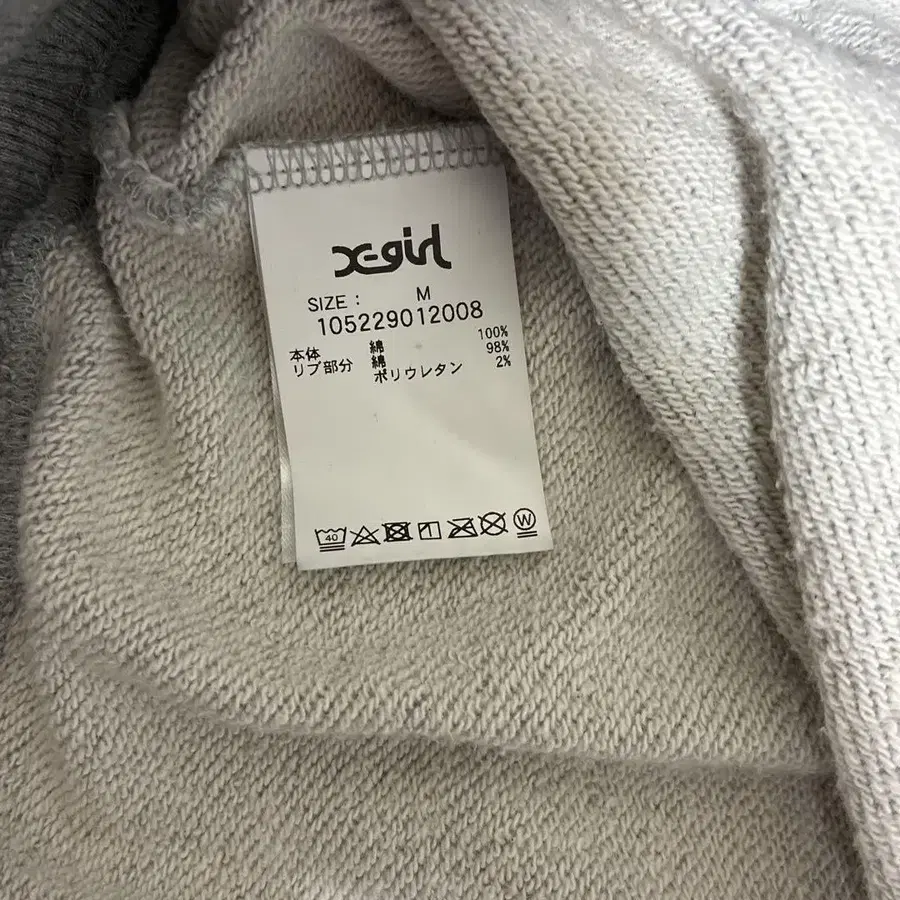 X-girl
SIZE : M
105229012008
本体 綿 100%
リブ部分 綿 98%
ポリウレタン 2%
40 W